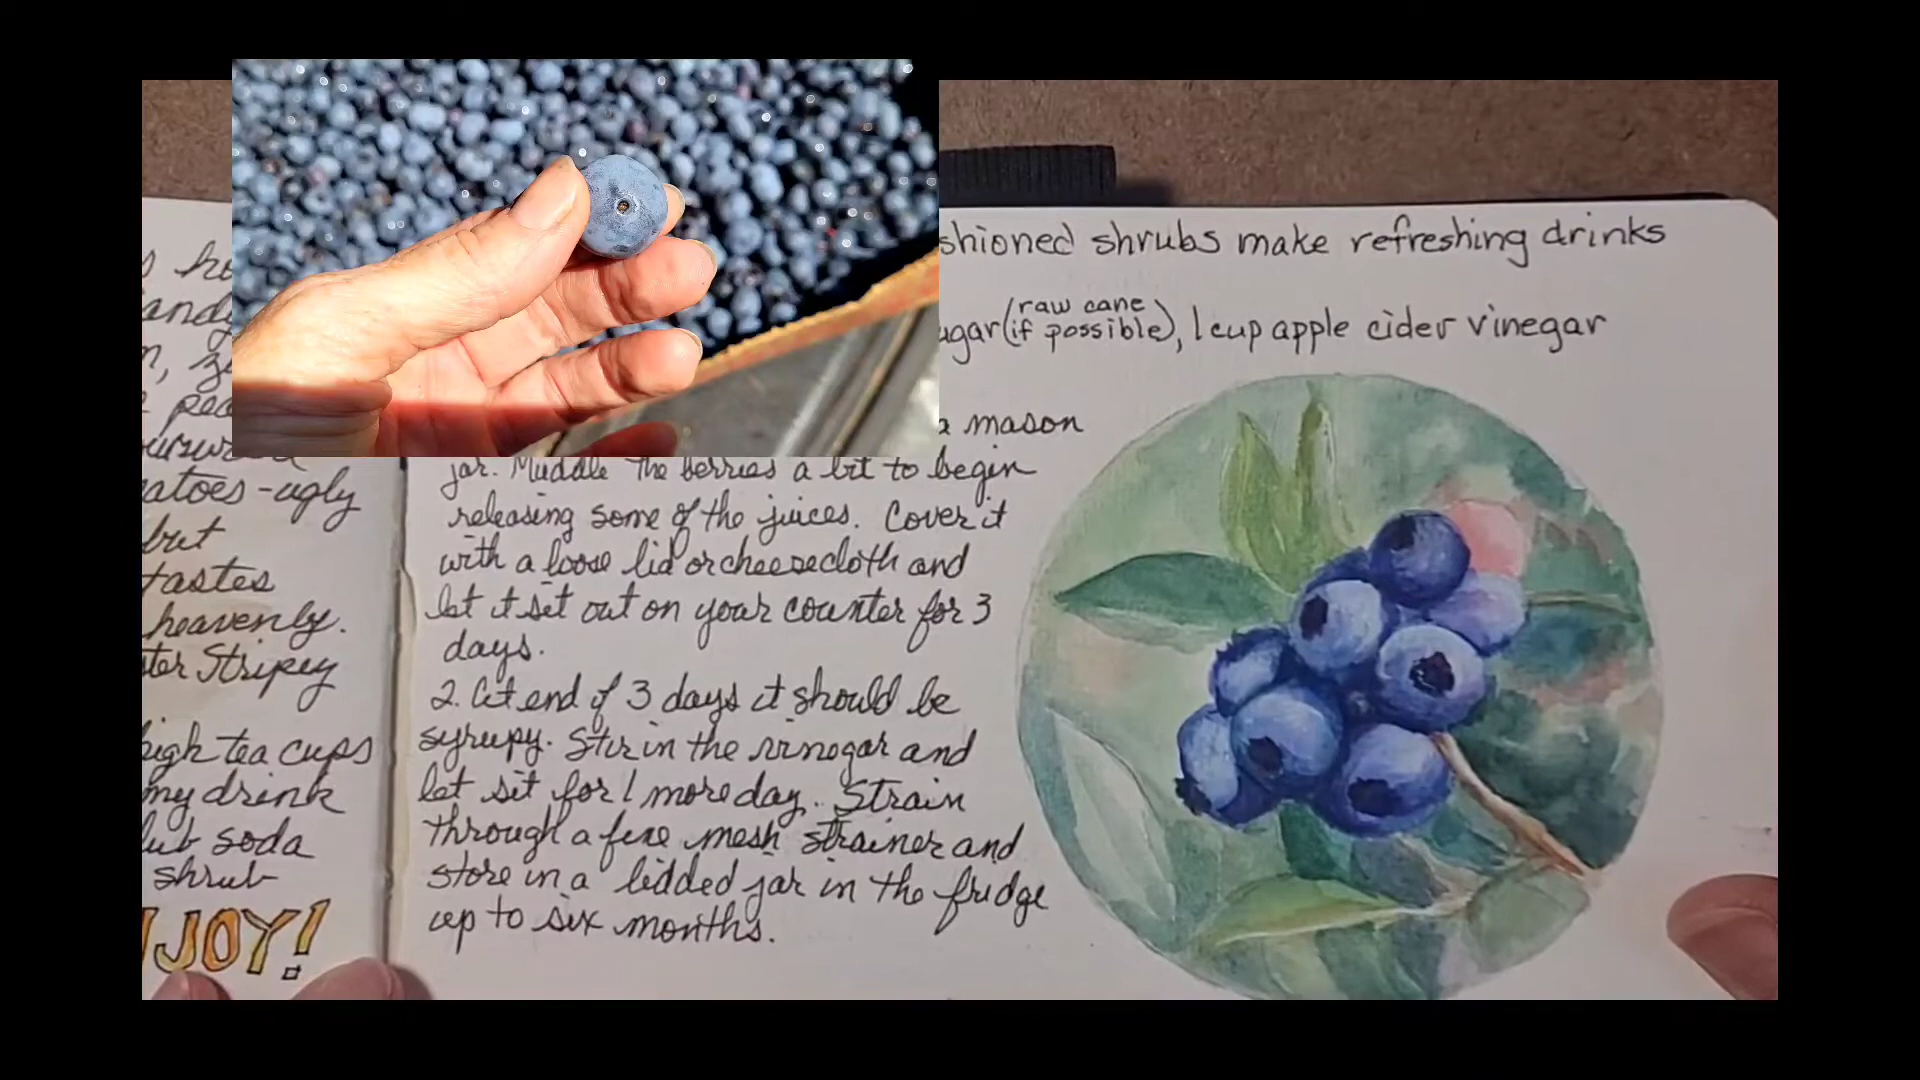 s
andy
n,
e pea
atoes - ugly
but
tastes
heavenly.
ster Stripey
high tea cups
my drink
lub soda
shrub
NJOY!
shioned shrubs make refreshing drinks
ugar (raw cane
if possible), 1 cup apple cider vinegar
a mason
jar. Muddle the berries a bit to begin
releasing some of the juices. Cover it
with a loose lid or cheesecloth and
let it set out on your counter for 3
days.
2. At end of 3 days it should be
syrupy. Stir in the vinegar and
let sit for 1 more day. Strain
through a fine mesh strainer and
store in a lidded jar in the fridge
up to six months.